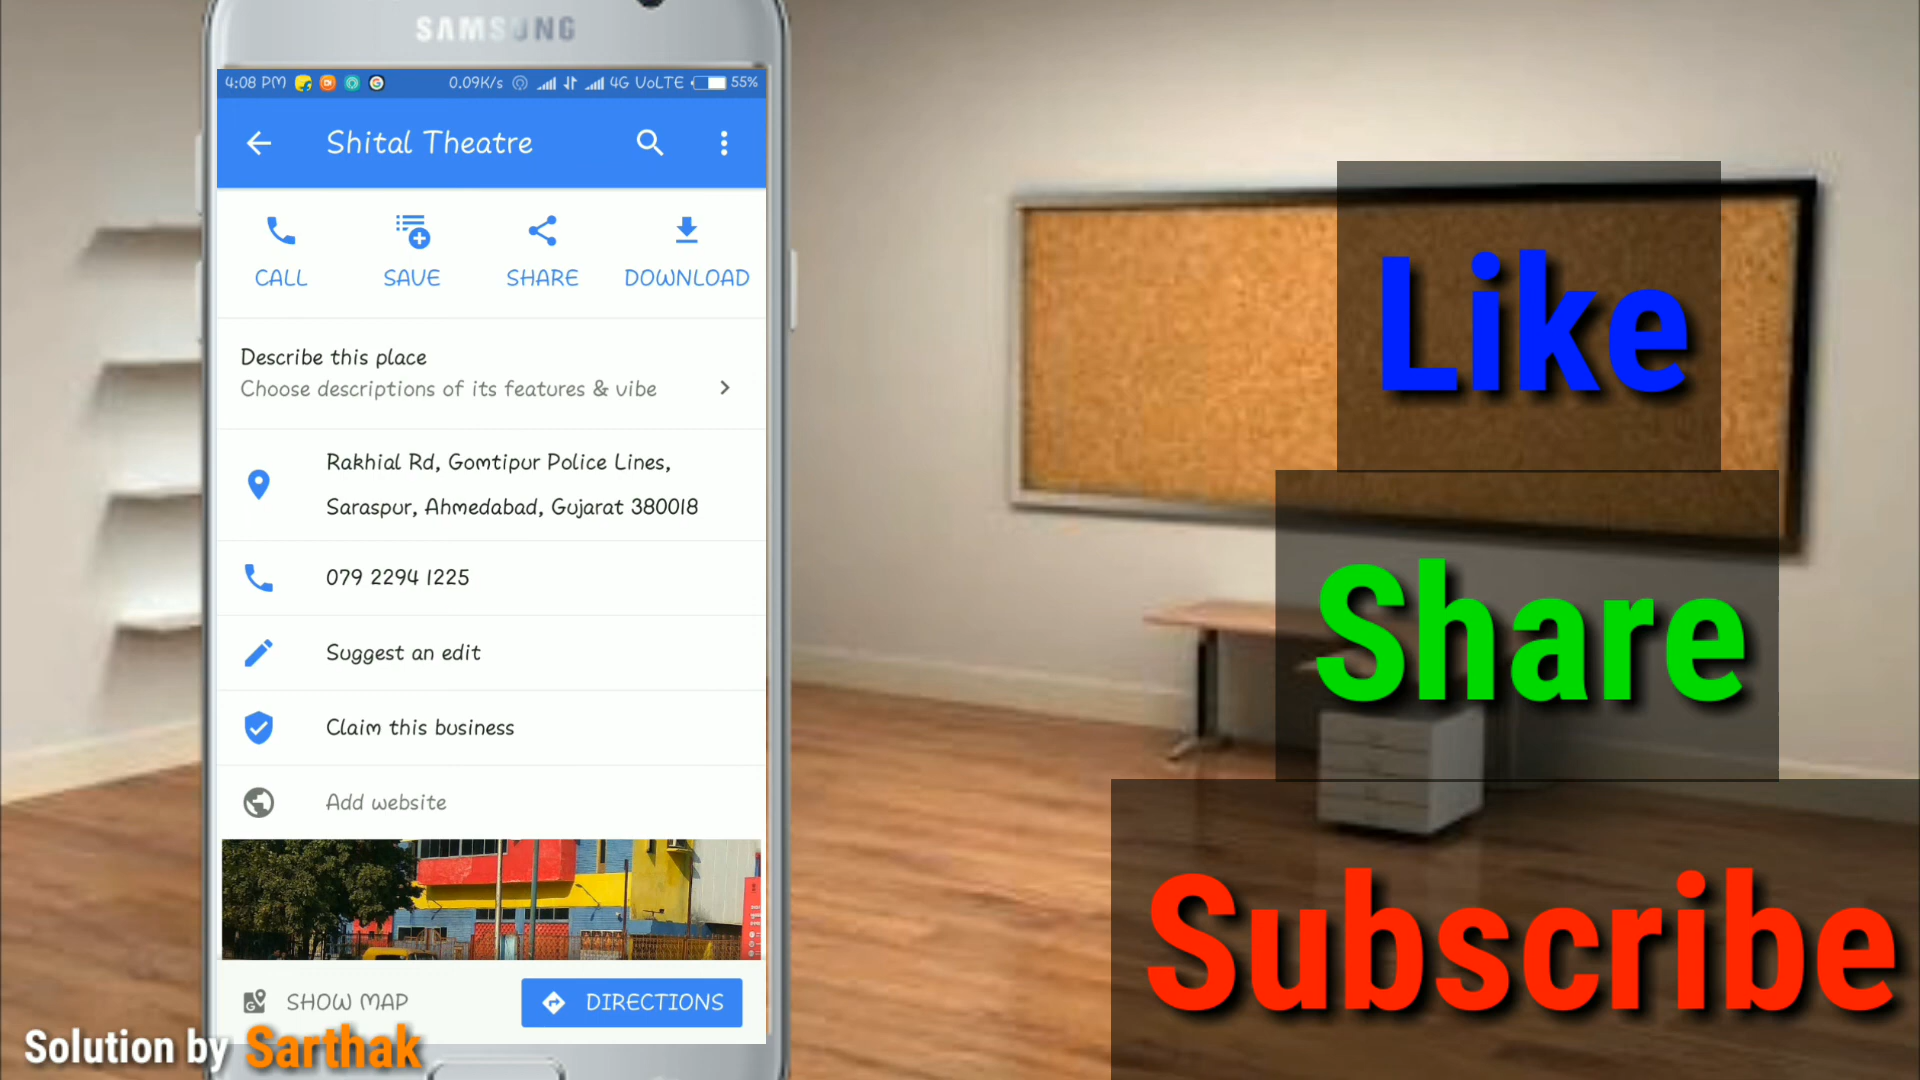 SAMSUNG
4:08 PM 0.09K/s 4G VoLTE 55%
Shital Theatre
CALL SAVE SHARE DOWNLOAD
Describe this place
Choose descriptions of its features & vibe
Rakhial Rd, Gomtipur Police Lines,
Saraspur, Ahmedabad, Gujarat 380018
079 2294 1225
Suggest an edit
Claim this business
Add website
SHOW MAP DIRECTIONS
Solution by Sarthak
Like
Share
Subscribe